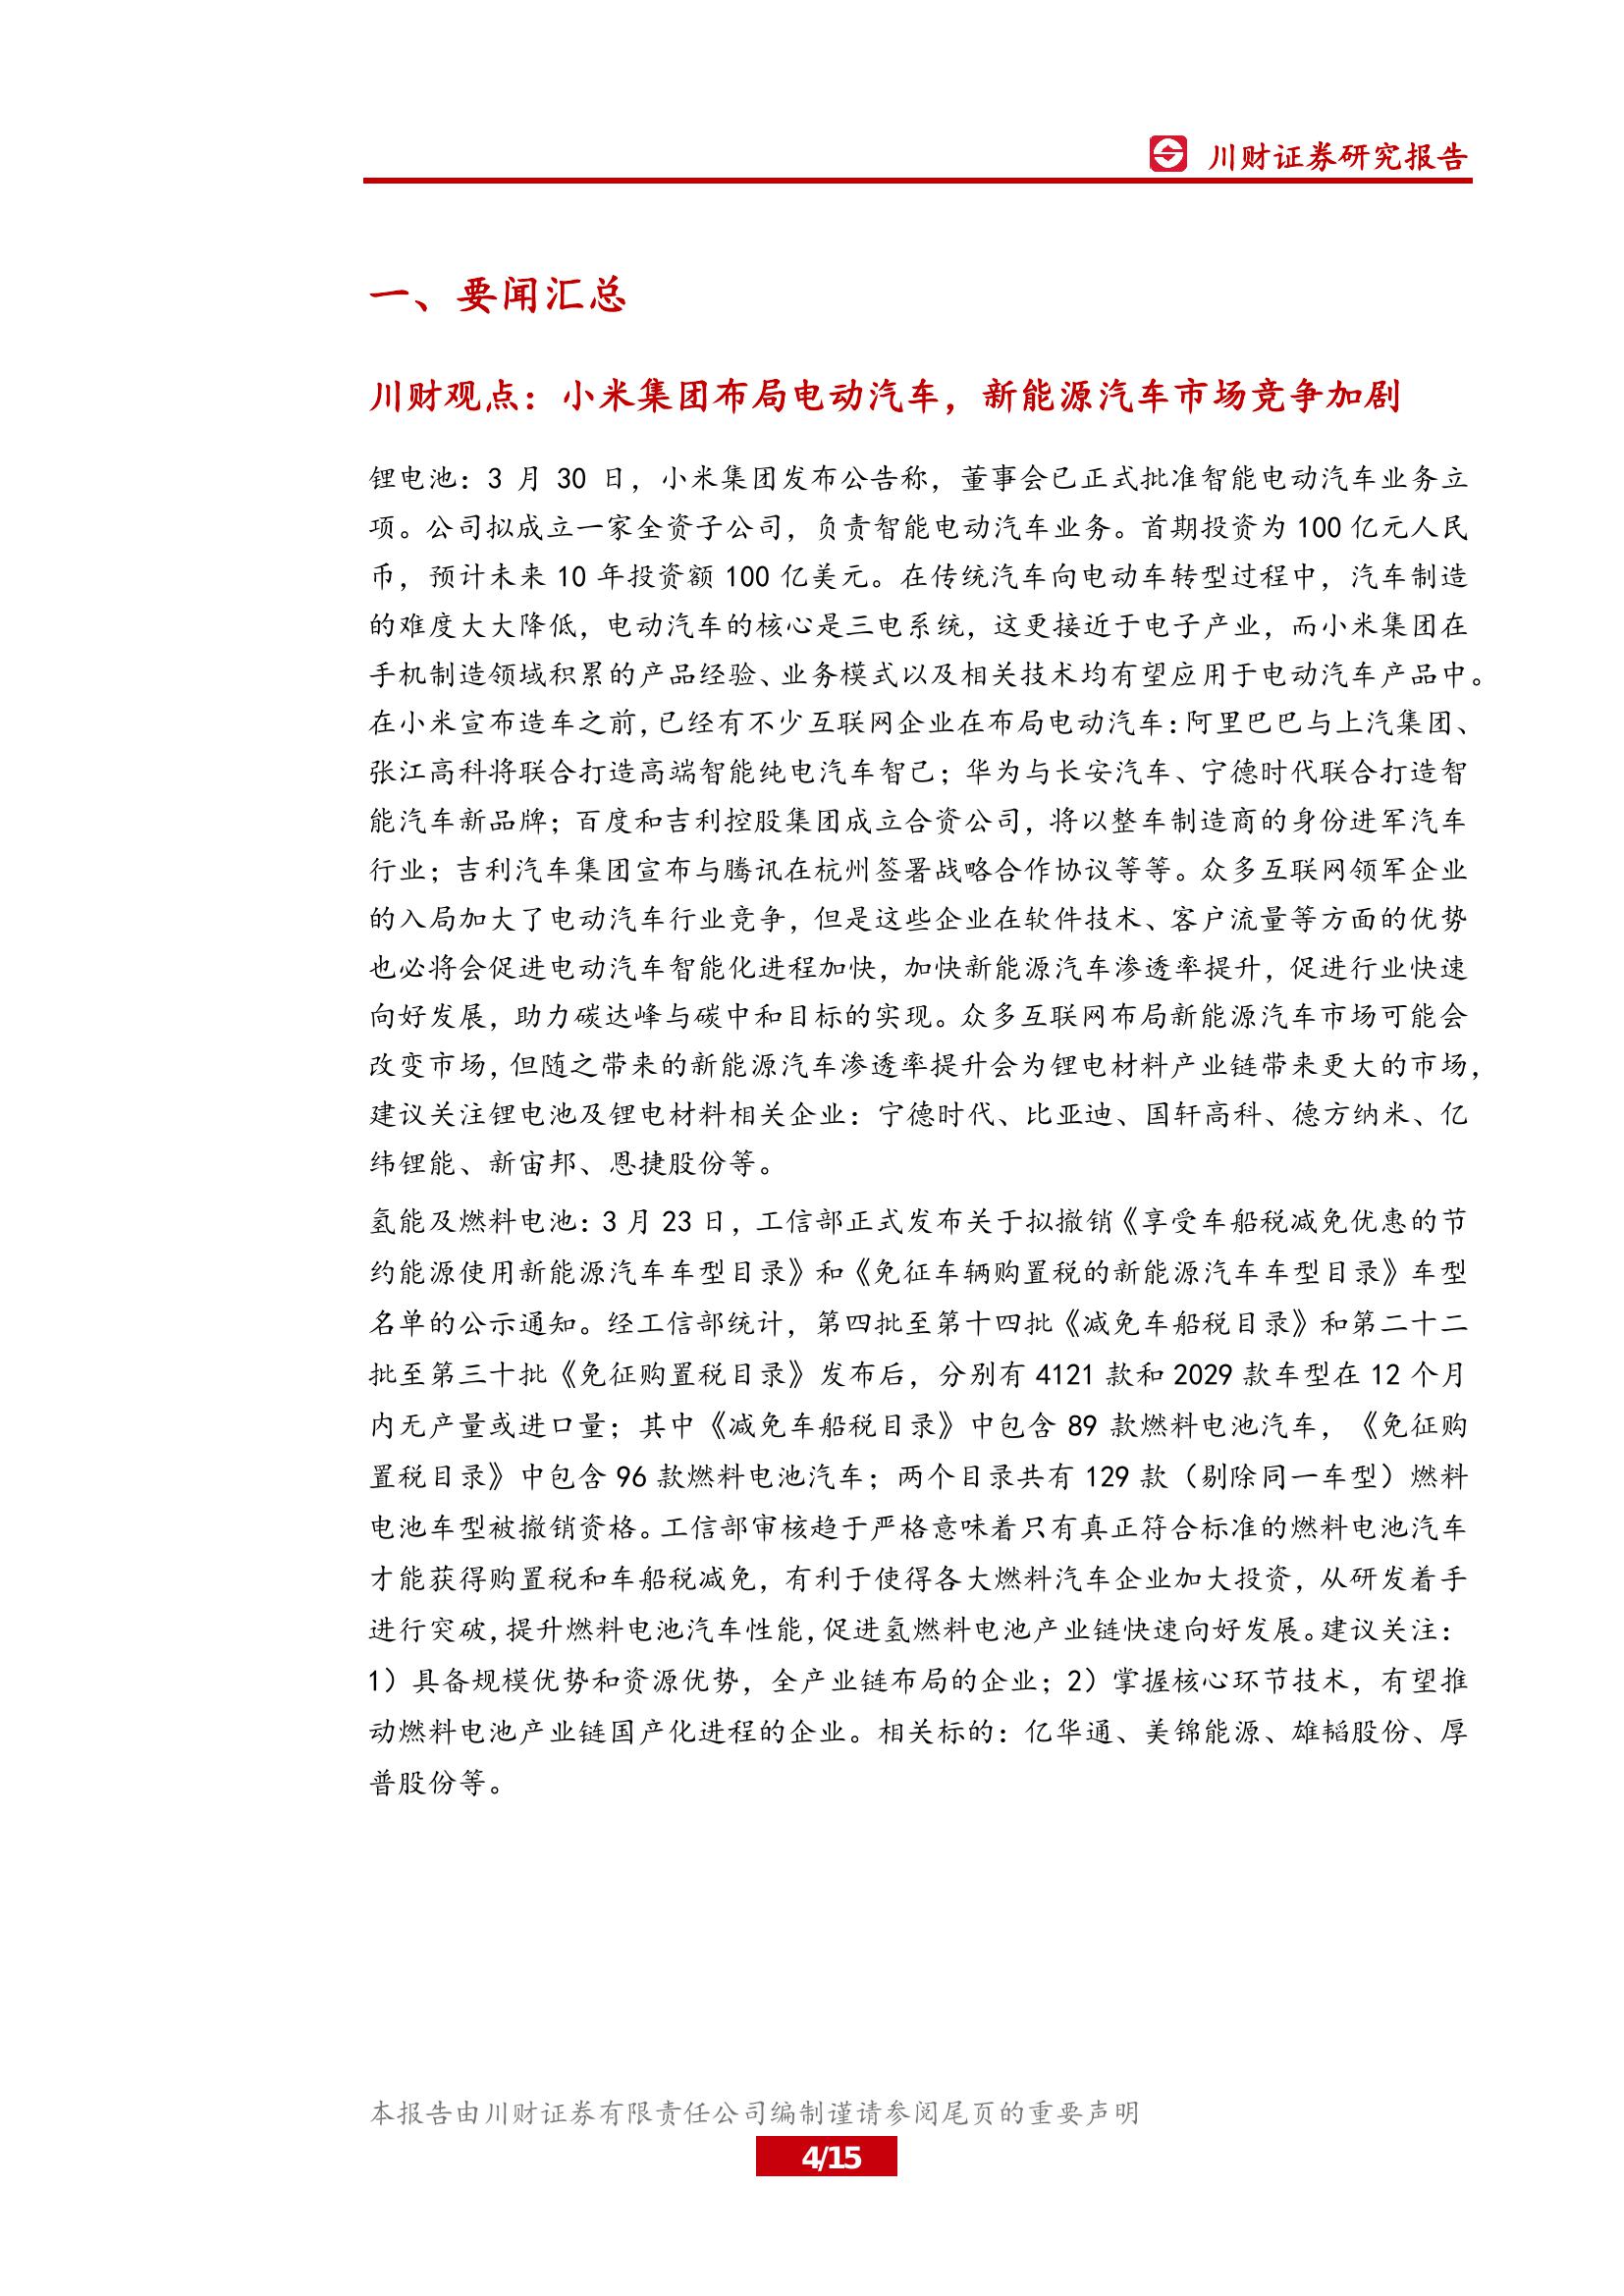 川财证券研究报告
一、要闻汇总
川财观点：小米集团布局电动汽车，新能源汽车市场竞争加剧
锂电池：3 月 30 日，小米集团发布公告称，董事会已正式批准智能电动汽车业务立
项。公司拟成立一家全资子公司，负责智能电动汽车业务。首期投资为 100 亿元人民
币，预计未来 10 年投资额 100 亿美元。在传统汽车向电动车转型过程中，汽车制造
的难度大大降低，电动汽车的核心是三电系统，这更接近于电子产业，而小米集团在
手机制造领域积累的产品经验、业务模式以及相关技术均有望应用于电动汽车产品中。
在小米宣布造车之前，已经有不少互联网企业在布局电动汽车：阿里巴巴与上汽集团、
张江高科将联合打造高端智能纯电汽车智己；华为与长安汽车、宁德时代联合打造智
能汽车新品牌；百度和吉利控股集团成立合资公司，将以整车制造商的身份进军汽车
行业；吉利汽车集团宣布与腾讯在杭州签署战略合作协议等等。众多互联网领军企业
的入局加大了电动汽车行业竞争，但是这些企业在软件技术、客户流量等方面的优势
也必将会促进电动汽车智能化进程加快，加快新能源汽车渗透率提升，促进行业快速
向好发展，助力碳达峰与碳中和目标的实现。众多互联网布局新能源汽车市场可能会
改变市场，但随之带来的新能源汽车渗透率提升会为锂电材料产业链带来更大的市场，
建议关注锂电池及锂电材料相关企业：宁德时代、比亚迪、国轩高科、德方纳米、亿
纬锂能、新宙邦、恩捷股份等。
氢能及燃料电池：3 月 23 日，工信部正式发布关于拟撤销《享受车船税减免优惠的节
约能源使用新能源汽车车型目录》和《免征车辆购置税的新能源汽车车型目录》车型
名单的公示通知。经工信部统计，第四批至第十四批《减免车船税目录》和第二十二
批至第三十批《免征购置税目录》发布后，分别有 4121 款和 2029 款车型在 12 个月
内无产量或进口量；其中《减免车船税目录》中包含 89 款燃料电池汽车，《免征购
置税目录》中包含 96 款燃料电池汽车；两个目录共有 129 款（剔除同一车型）燃料
电池车型被撤销资格。工信部审核趋于严格意味着只有真正符合标准的燃料电池汽车
才能获得购置税和车船税减免，有利于使得各大燃料汽车企业加大投资，从研发着手
进行突破，提升燃料电池汽车性能，促进氢燃料电池产业链快速向好发展。建议关注：
1）具备规模优势和资源优势，全产业链布局的企业；2）掌握核心环节技术，有望推
动燃料电池产业链国产化进程的企业。相关标的：亿华通、美锦能源、雄韬股份、厚
普股份等。
本报告由川财证券有限责任公司编制谨请参阅尾页的重要声明
4/15